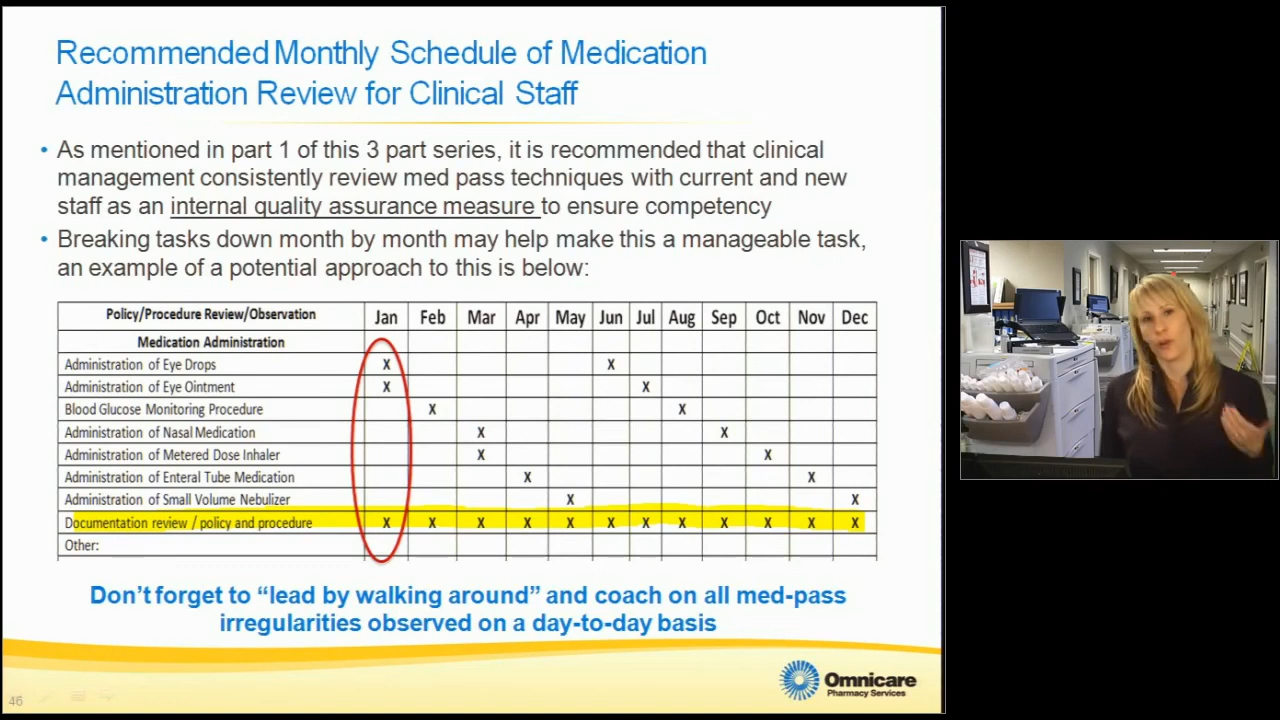 Recommended Monthly Schedule of Medication
Administration Review for Clinical Staff
• As mentioned in part 1 of this 3 part series, it is recommended that clinical
management consistently review med pass techniques with current and new
staff as an internal quality assurance measure to ensure competency
• Breaking tasks down month by month may help make this a manageable task,
an example of a potential approach to this is below:
Policy/Procedure Review/Observation Jan Feb Mar Apr May Jun Jul Aug Sep Oct Nov Dec
Medication Administration
Administration of Eye Drops X X
Administration of Eye Ointment X X
Blood Glucose Monitoring Procedure X X
Administration of Nasal Medication X X
Administration of Metered Dose Inhaler X X
Administration of Enteral Tube Medication X X
Administration of Small Volume Nebulizer X X
Documentation review / policy and procedure X X X X X X X X X X X X
Other:
Don't forget to “lead by walking around” and coach on all med-pass
irregularities observed on a day-to-day basis
Omnicare
Pharmacy Services
46